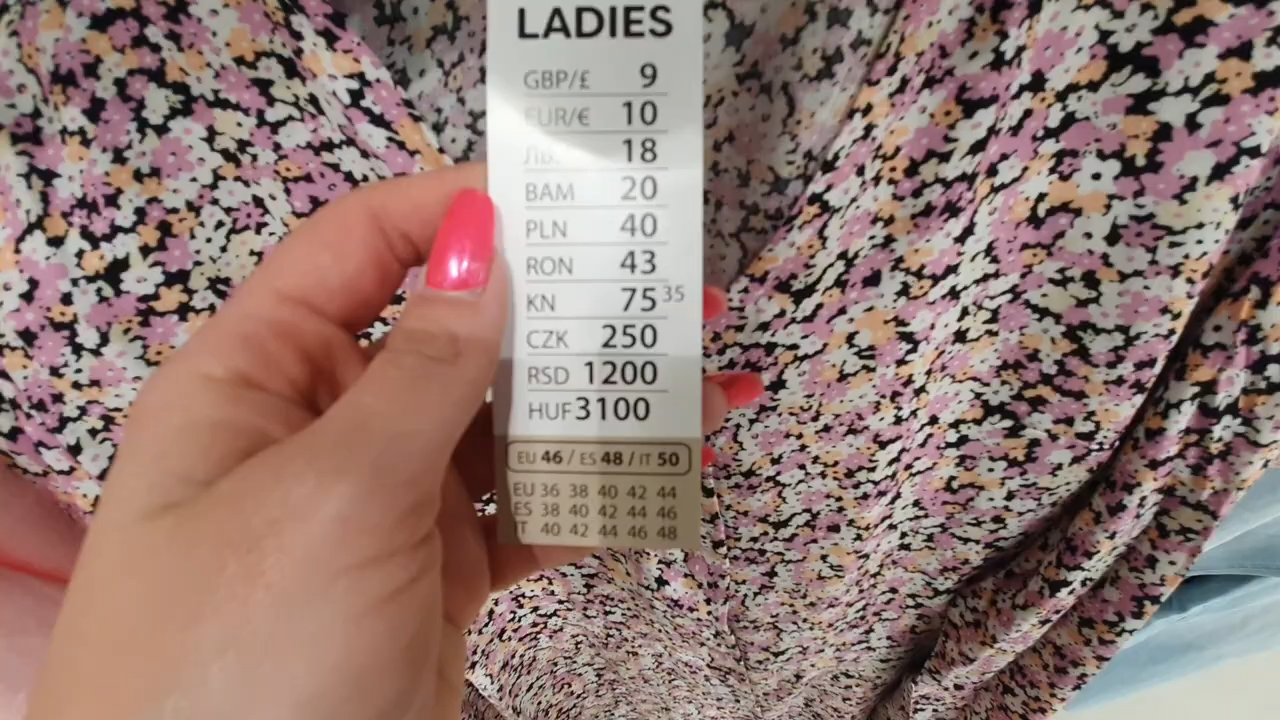 LADIES
GBP/£ 9
EUR/€ 10
18
BAM 20
PLN 40
RON 43
KN 75 35
CZK 250
RSD 1200
HUF 3100
EU 46 / ES 48 / IT 50
EU 36 38 40 42 44
ES 38 40 42 44 46
IT 40 42 44 46 48